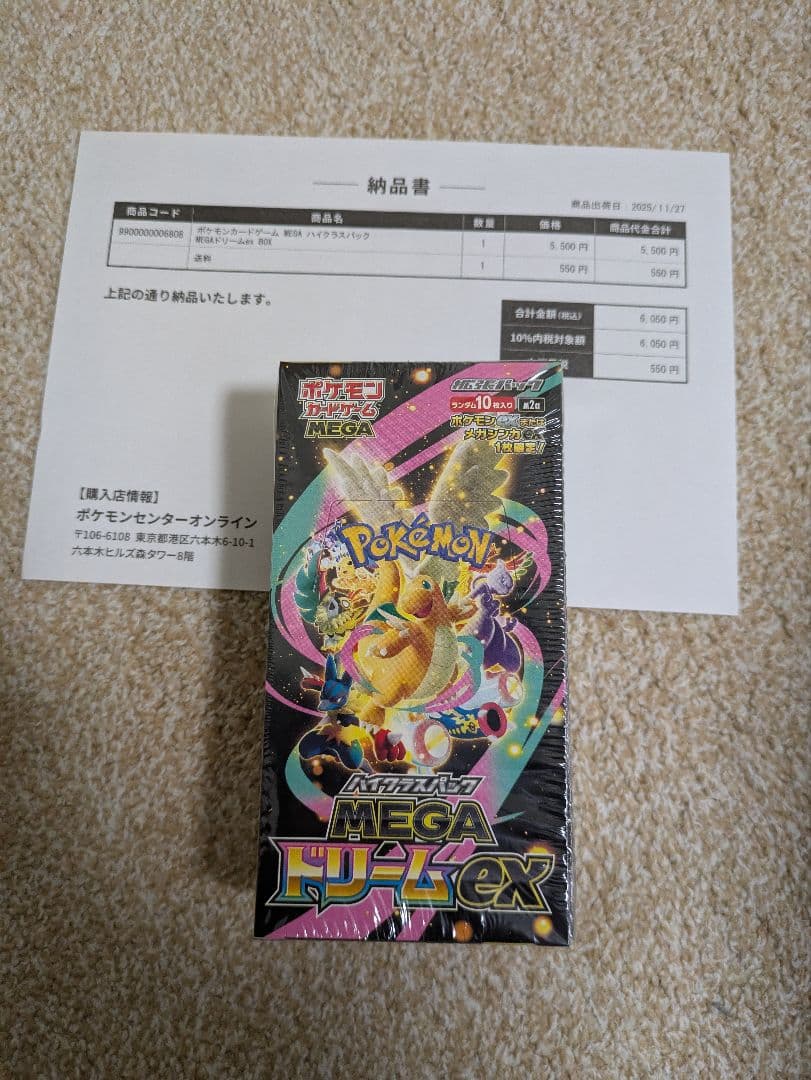 納品書
商品出荷日：2025/11/27
商品コード 商品名 数量 価格 商品代金合計
9900000006808 ポケモンカードゲーム MEGA ハイクラスパック 1 5,500 円 5,500 円
MEGAドリームex BOX
送料 1 550 円 550 円
上記の通り納品いたします。
合計金額(税込) 6,050 円
10%内税対象額 6,050 円
550 円
【購入店情報】
ポケモンセンターオンライン
〒106-6108 東京都港区六本木6-10-1
六本木ヒルズ森タワー8階
ポケモン
カードゲーム
MEGA
拡張パック
ランダム10枚入り
ポケモンexまたは
メガシンカex
1枚確定!
POKéMON
ハイクラスパック
MEGA
ドリームex